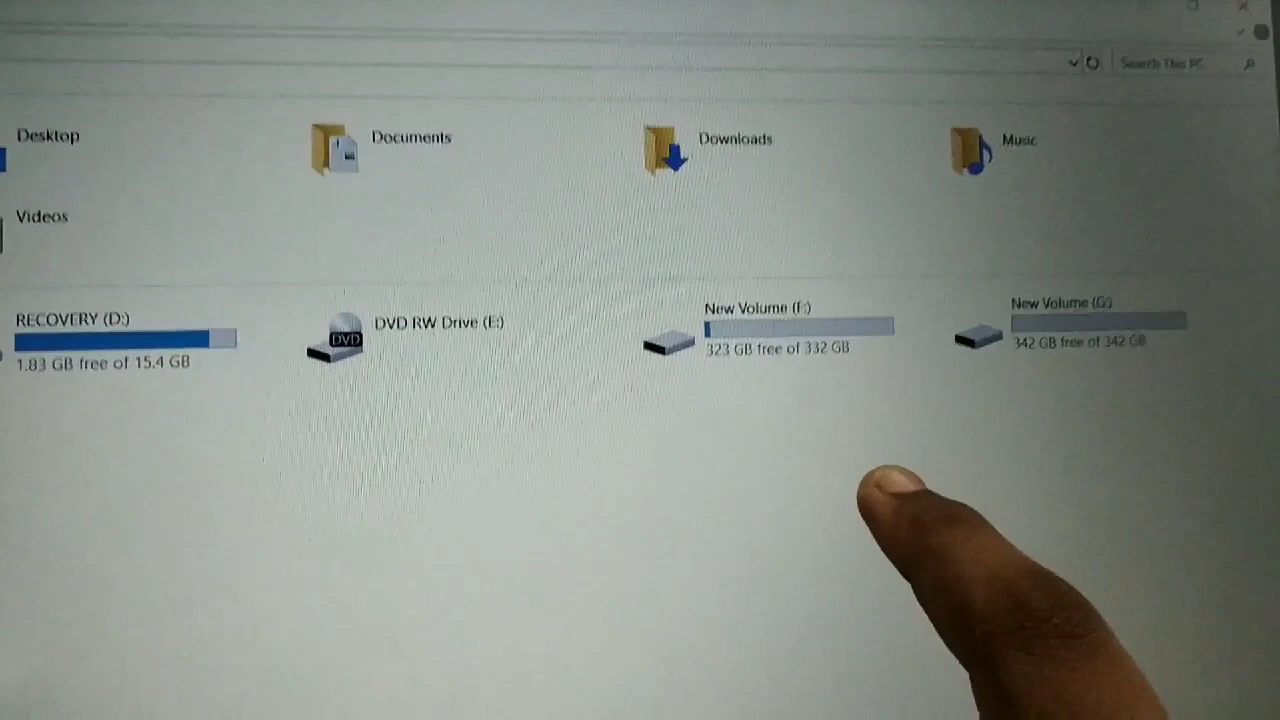 Search This PC
Desktop
Documents
Downloads
Music
Videos
RECOVERY (D:)
1.83 GB free of 15.4 GB
DVD
DVD RW Drive (E:)
New Volume (F:)
323 GB free of 332 GB
New Volume (G:)
342 GB free of 342 GB